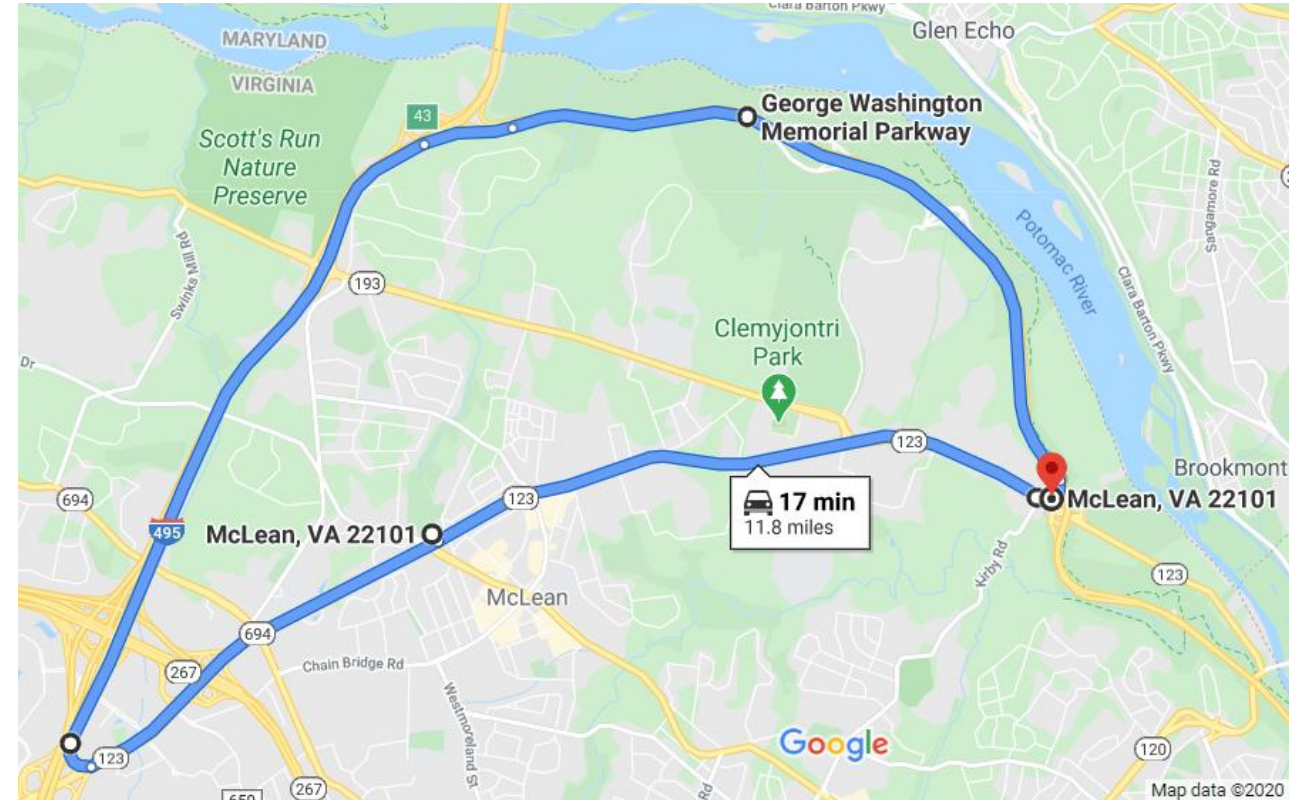 Clara Barton Pkwy
Glen Echo
MARYLAND
VIRGINIA
43
George Washington
Memorial Parkway
Scott's Run
Nature
Preserve
Sangamore Rd
Potomac River
Swinks Mill Rd
193
Clara Barton Pkwy
Clemyjontri
Park
Dr
123
Brookmont
694
123
17 min
11.8 miles
McLean, VA 22101
495
McLean, VA 22101
Kirby Rd
123
McLean
694
Chain Bridge Rd
267
Westmoreland St
123
Google
120
267
Rd
Map data ©2020